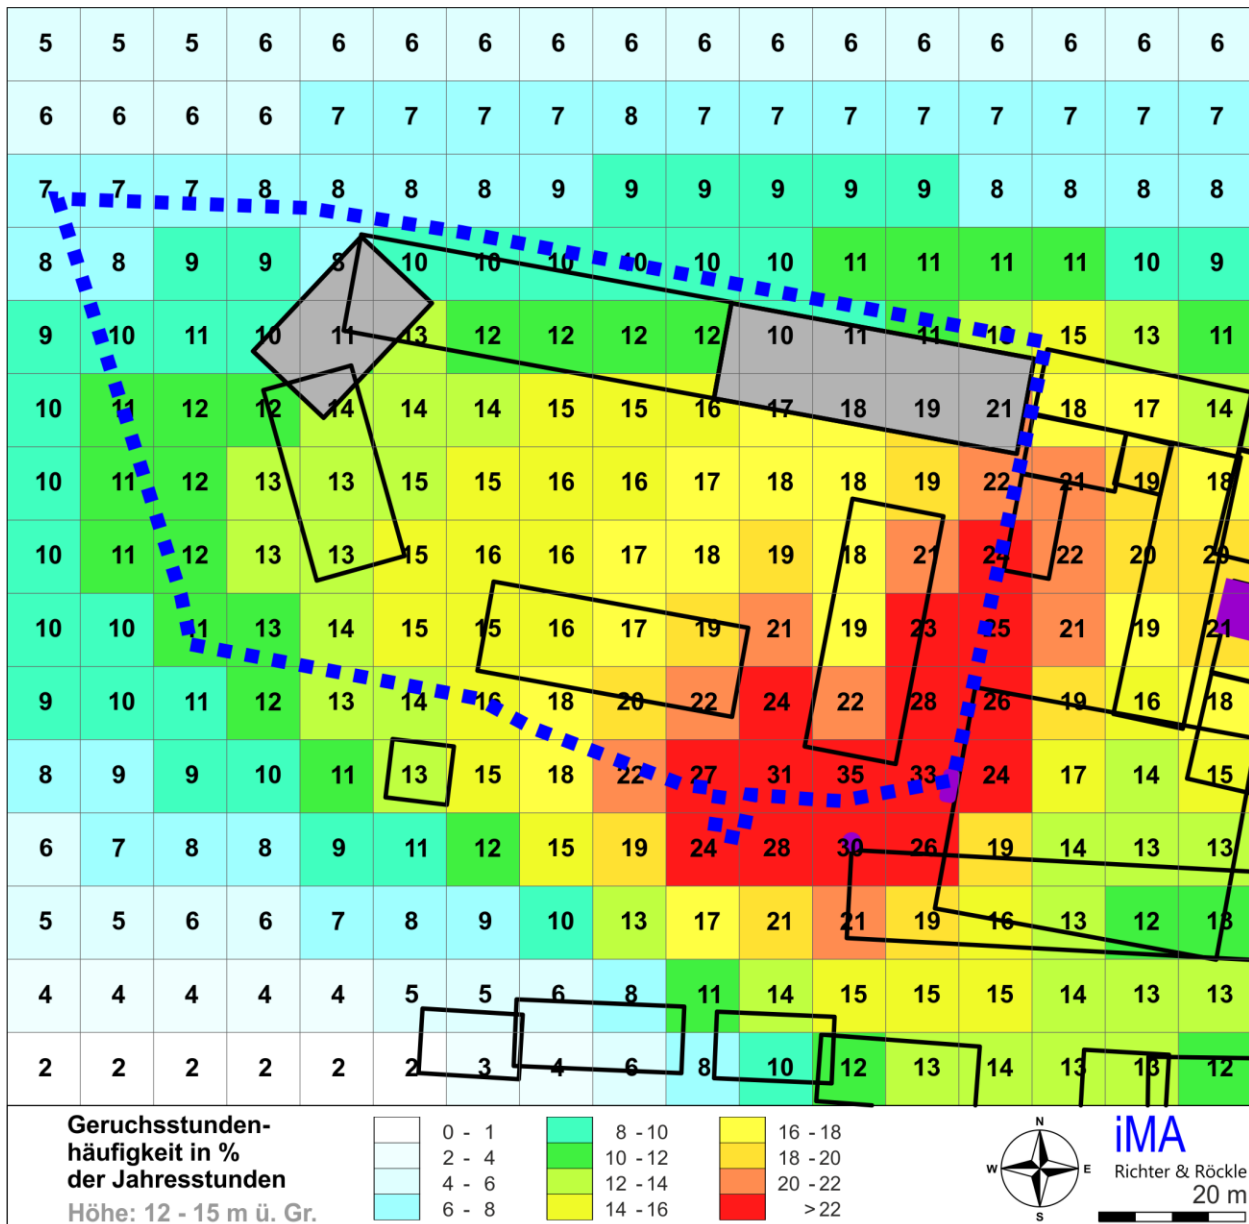 5 5 5 6 6 6 6 6 6 6 6 6 6 6 6 6 6
6 6 6 6 7 7 7 7 8 7 7 7 7 7 7 7 7
7 7 7 8 8 8 8 9 9 9 9 9 9 8 8 8 8
8 8 9 9 8 10 10 10 10 10 10 11 11 11 11 10 9
9 10 11 10 11 13 12 12 12 12 10 11 11 13 15 13 11
10 11 12 12 14 14 14 15 15 16 17 18 19 21 18 17 14
10 11 12 13 13 15 15 16 16 17 18 18 19 22 21 19 18
10 11 12 13 13 15 16 16 17 18 19 18 21 24 22 20 20
10 10 11 13 14 15 15 16 17 19 21 19 23 25 21 19 21
9 10 11 12 13 14 16 18 20 22 24 22 28 26 19 16 18
8 9 9 10 11 13 15 18 22 27 31 35 33 24 17 14 15
6 7 8 8 9 11 12 15 19 24 28 30 26 19 14 13 13
5 5 6 6 7 8 9 10 13 17 21 21 19 16 13 12 13
4 4 4 4 4 5 5 6 8 11 14 15 15 15 14 13 13
2 2 2 2 2 2 3 4 6 8 10 12 13 14 13 13 12
Geruchsstunden-
häufigkeit in %
der Jahresstunden
Höhe: 12 - 15 m ü. Gr.
0 - 1
2 - 4
4 - 6
6 - 8
8 - 10
10 - 12
12 - 14
14 - 16
16 - 18
18 - 20
20 - 22
>22
N
W E
S
iMA
Richter & Röckle
20 m